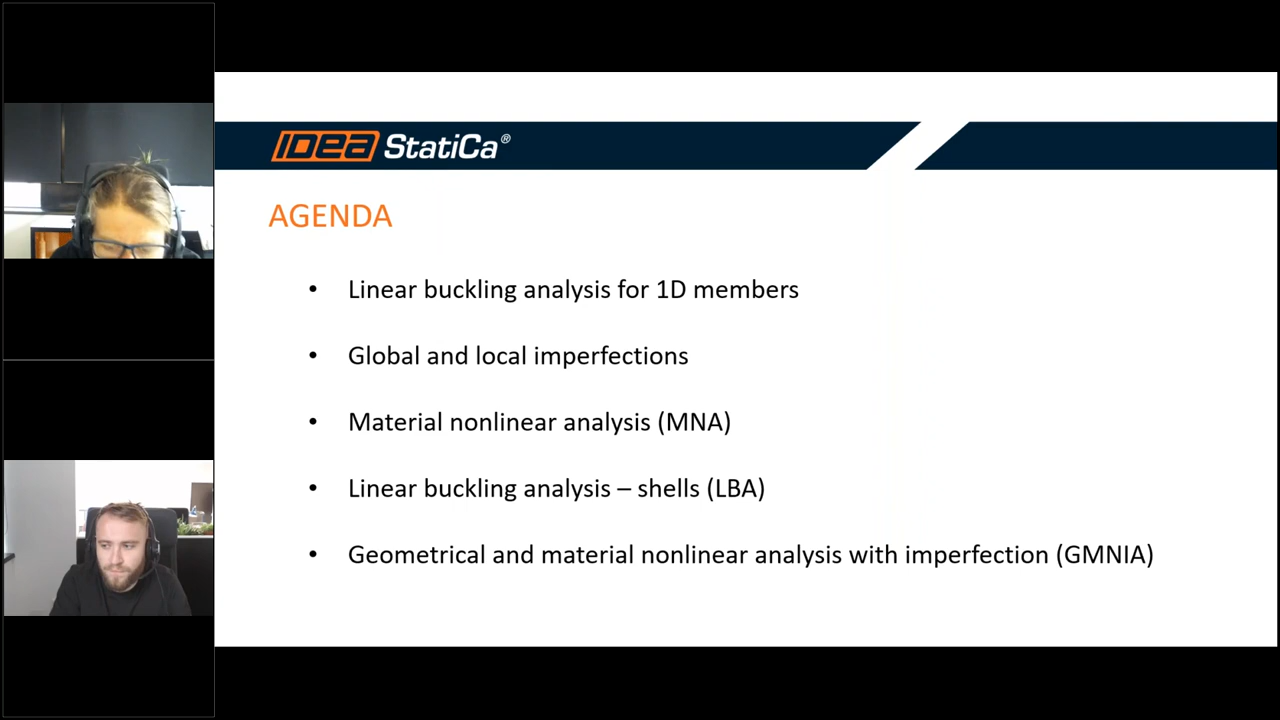 IDEA StatiCa®
AGENDA
• Linear buckling analysis for 1D members
• Global and local imperfections
• Material nonlinear analysis (MNA)
• Linear buckling analysis – shells (LBA)
• Geometrical and material nonlinear analysis with imperfection (GMNIA)